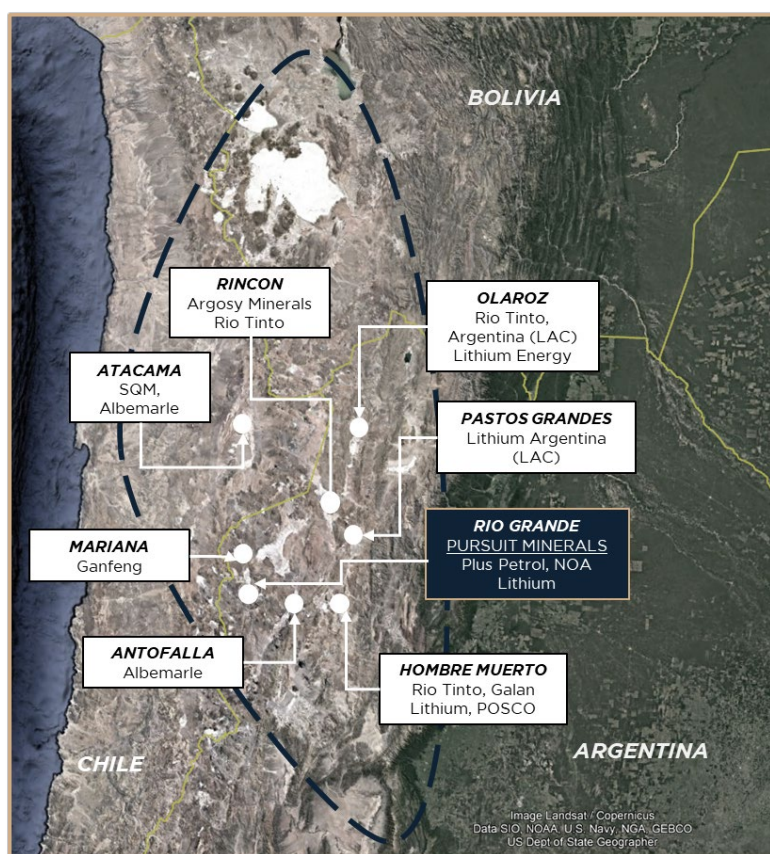 BOLIVIA
RINCON
Argosy Minerals
Rio Tinto
OLAROZ
Rio Tinto,
Argentina (LAC)
Lithium Energy
ATACAMA
SQM,
Albemarle
PASTOS GRANDES
Lithium Argentina
(LAC)
RIO GRANDE
PURSUIT MINERALS
Plus Petrol, NOA
Lithium
MARIANA
Ganfeng
ANTOFALLA
Albemarle
HOMBRE MUERTO
Rio Tinto, Galan
Lithium, POSCO
CHILE
ARGENTINA
Image Landsat / Copernicus
Data SIO, NOAA, U.S. Navy, NGA, GEBCO
US Dept of State Geographer